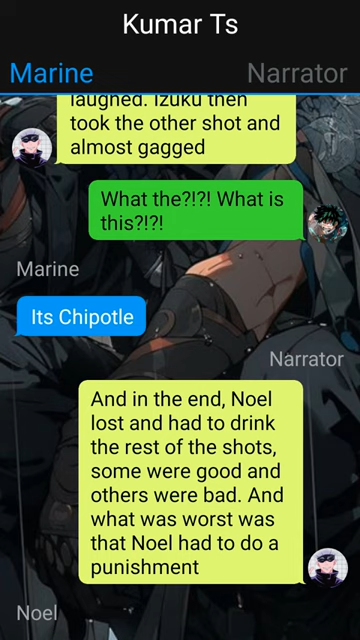 Kumar Ts
Marine Narrator
laughed. Izuku then
took the other shot and
almost gagged
What the?!?! What is
this?!?!
Marine
Its Chipotle
Narrator
And in the end, Noel
lost and had to drink
the rest of the shots,
some were good and
others were bad. And
what was worst was
that Noel had to do a
punishment
Noel